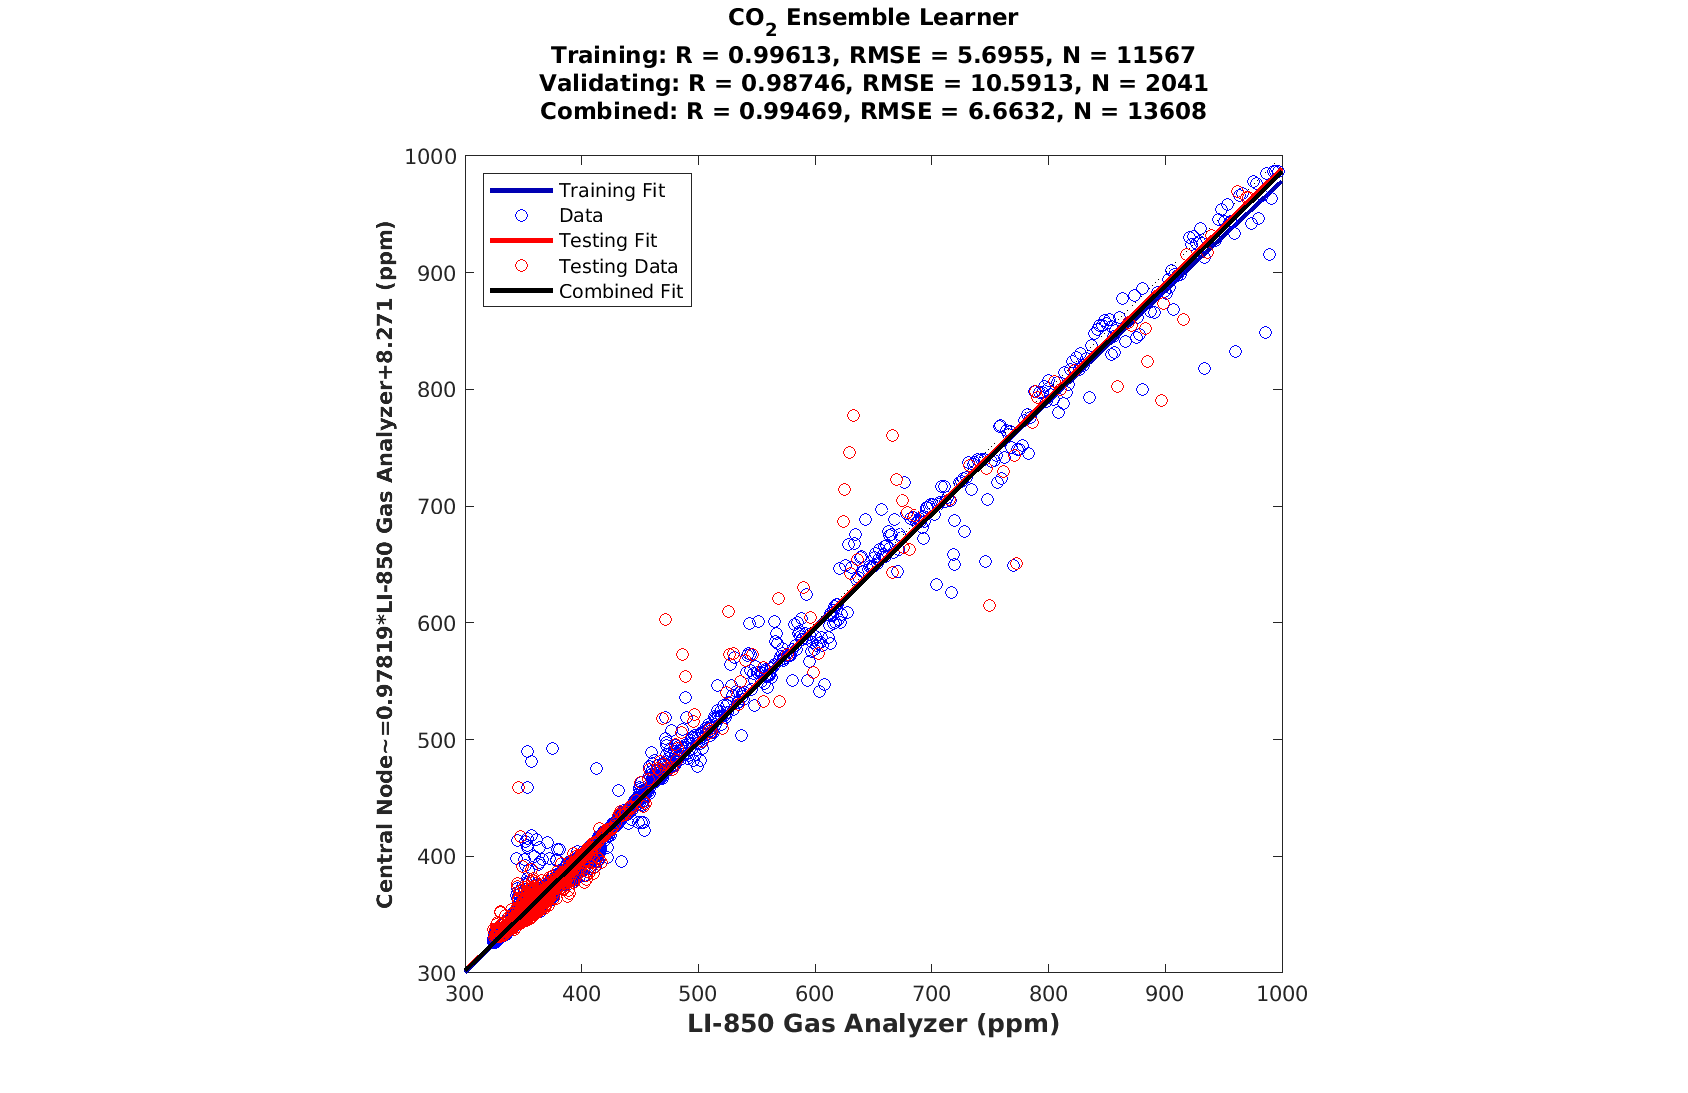 CO2 Ensemble Learner
Training: R = 0.99613, RMSE = 5.6955, N = 11567
Validating: R = 0.98746, RMSE = 10.5913, N = 2041
Combined: R = 0.99469, RMSE = 6.6632, N = 13608
Training Fit
Data
Testing Fit
Testing Data
Combined Fit
Central Node~=0.97819*LI-850 Gas Analyzer+8.271 (ppm)
1000
900
800
700
600
500
400
300
300 400 500 600 700 800 900 1000
LI-850 Gas Analyzer (ppm)